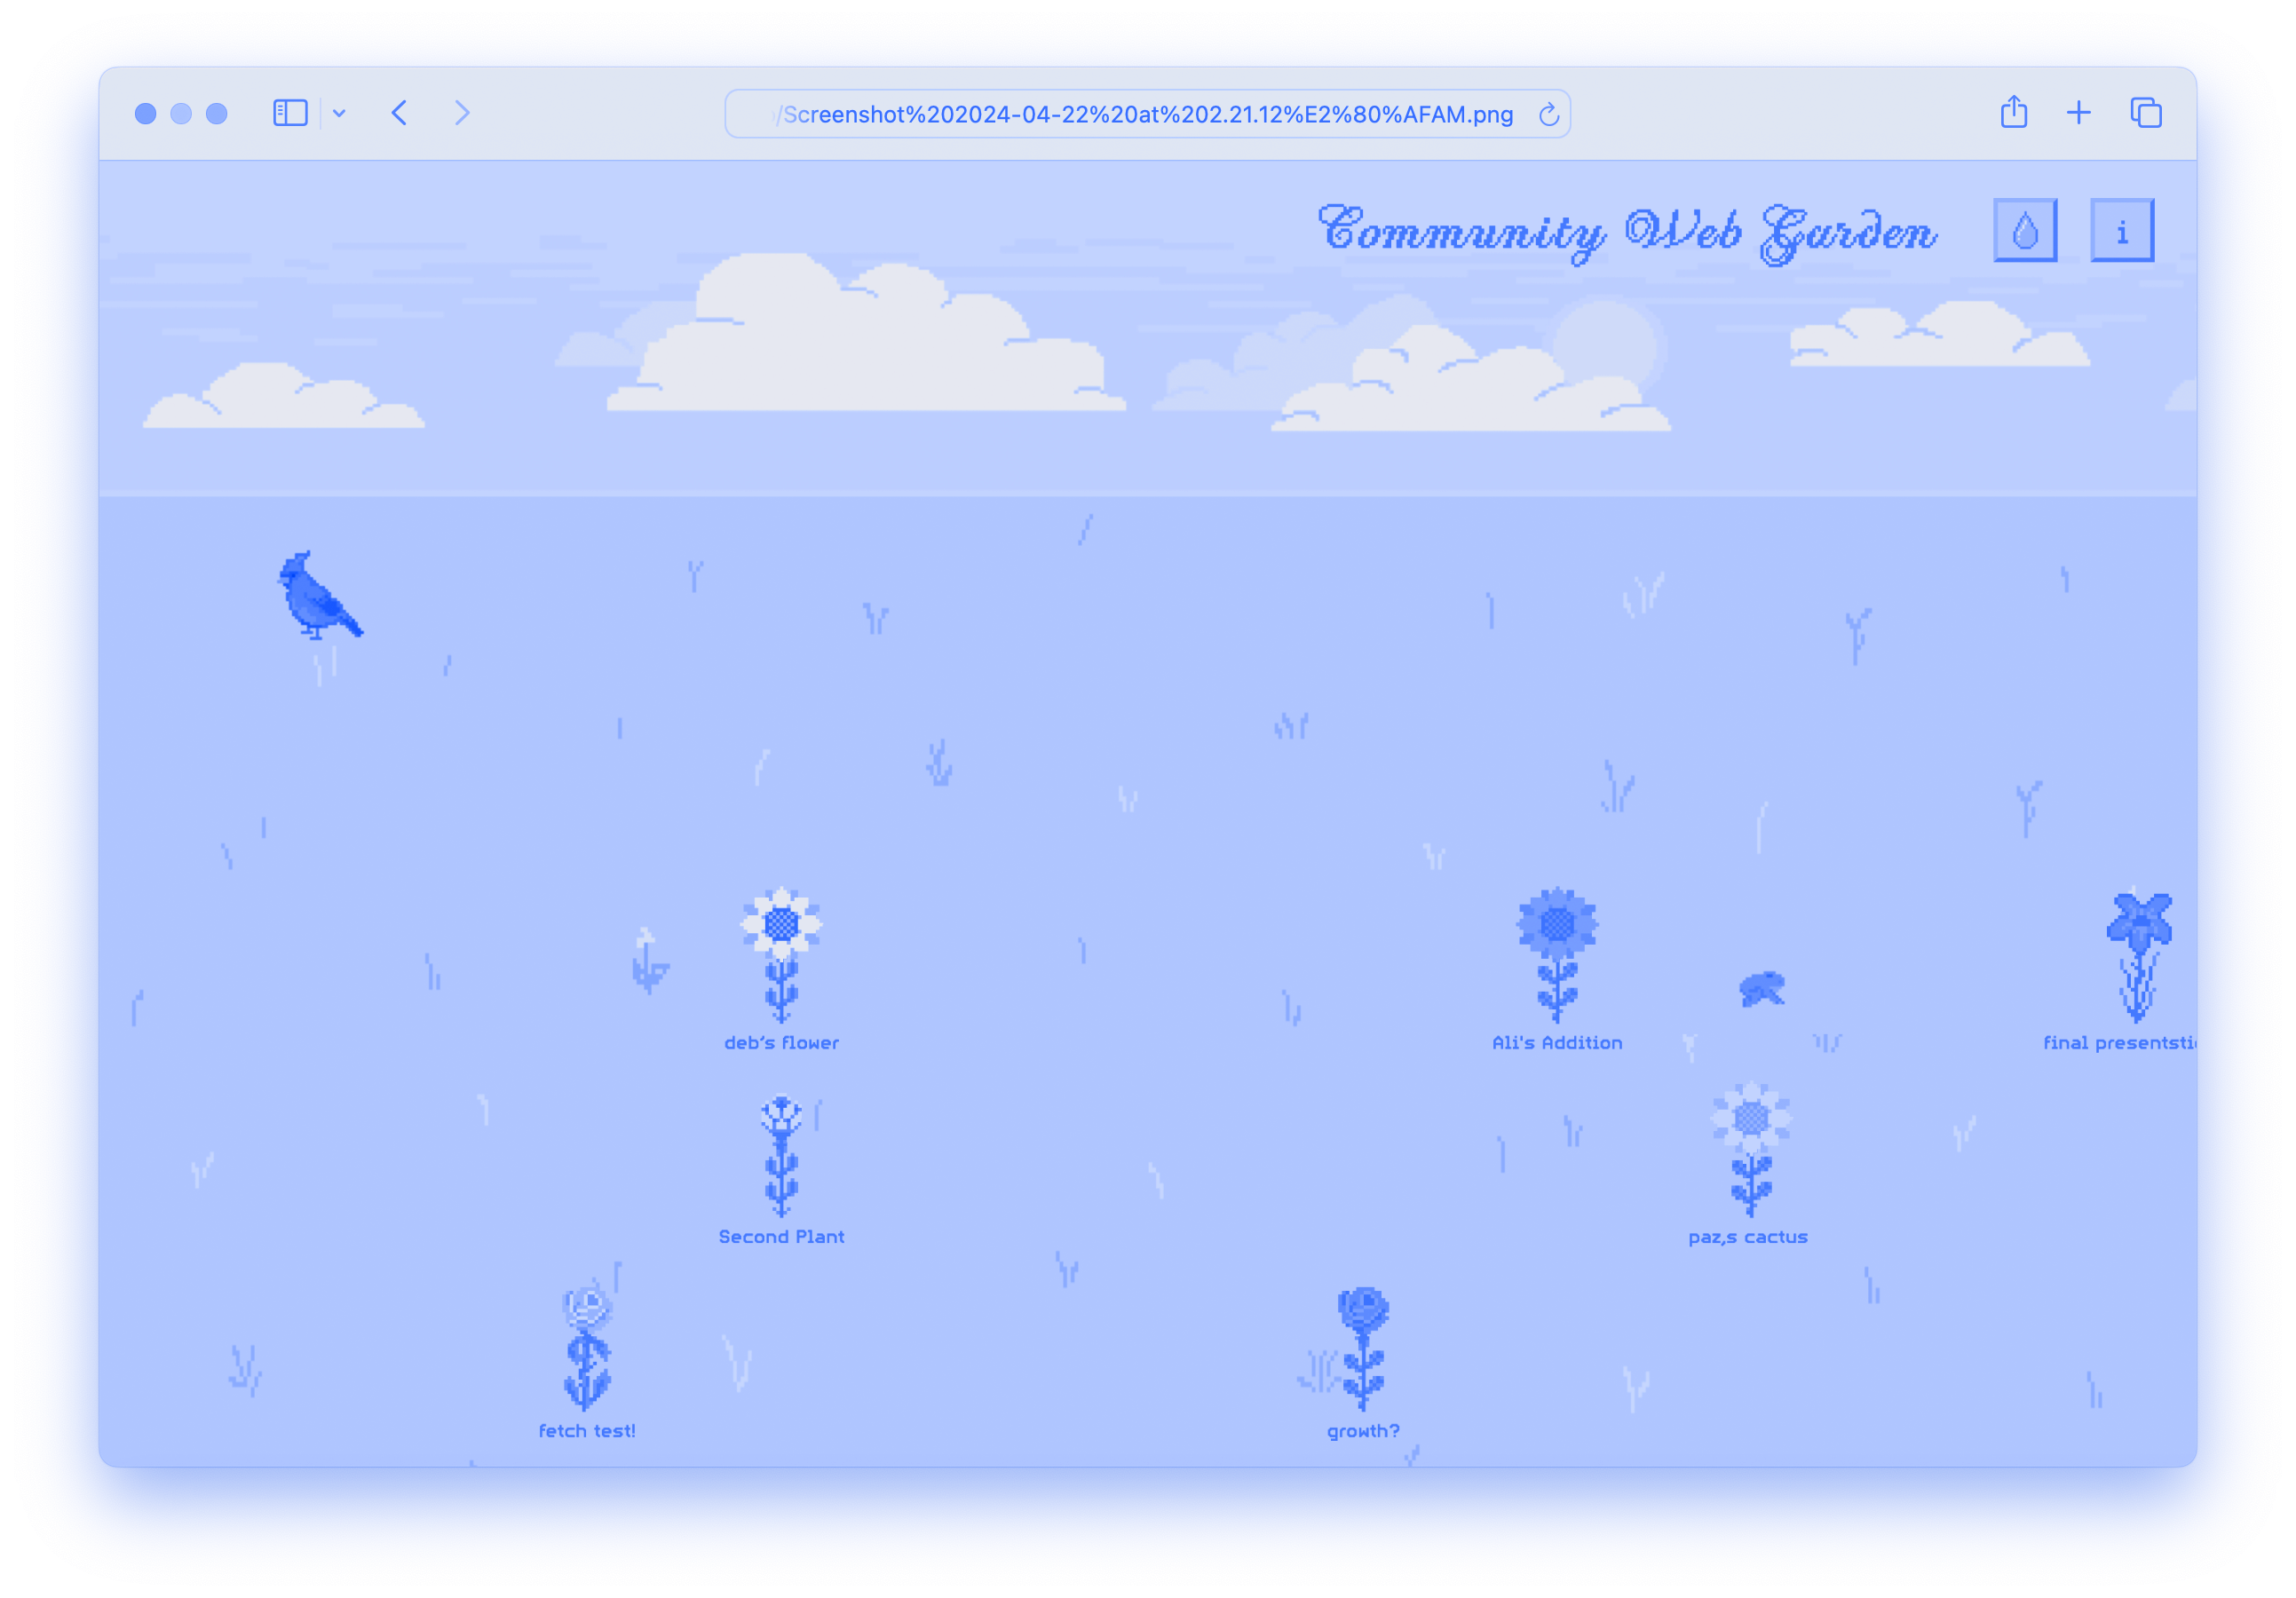 /Screenshot%202024-04-22%20at%202.21.12%E2%80%AFAM.png
Community Web Garden
i
deb's flower
Ali's Addition
final presentsti
Second Plant
paz,s cactus
fetch test!
growth?